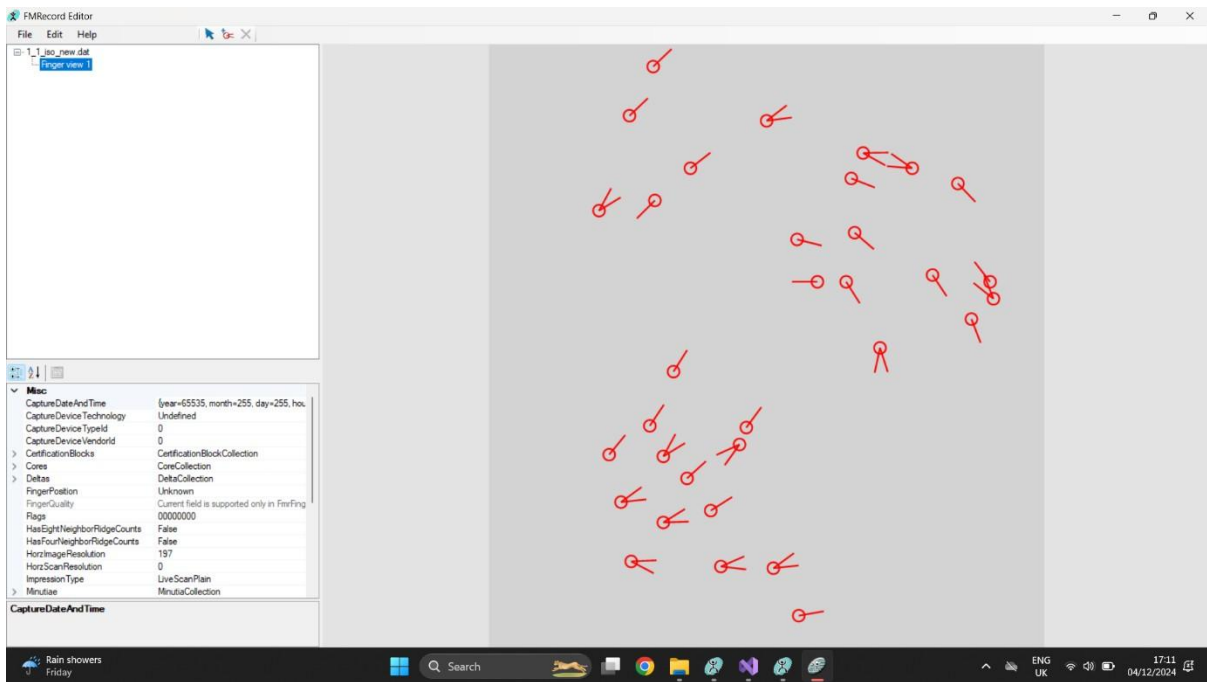 FMRecord Editor
File Edit Help
1_1_iso_new.dat
Finger view 1
Misc
CaptureDateAndTime {year=65535, month=255, day=255, hou
CaptureDeviceTechnology Undefined
CaptureDeviceTypeId 0
CaptureDeviceVendorId 0
CertificationBlocks CertificationBlockCollection
Cores CoreCollection
Deltas DeltaCollection
FingerPosition Unknown
FingerQuality Current field is supported only in FmrFing
Flags 00000000
HasEightNeighborRidgeCounts False
HasFourNeighborRidgeCounts False
HorzImageResolution 197
HorzScanResolution 0
ImpressionType LiveScanPlain
Minutiae MinutiaCollection
CaptureDateAndTime
Rain showers
Friday
Search
ENG
UK
17:11
04/12/2024